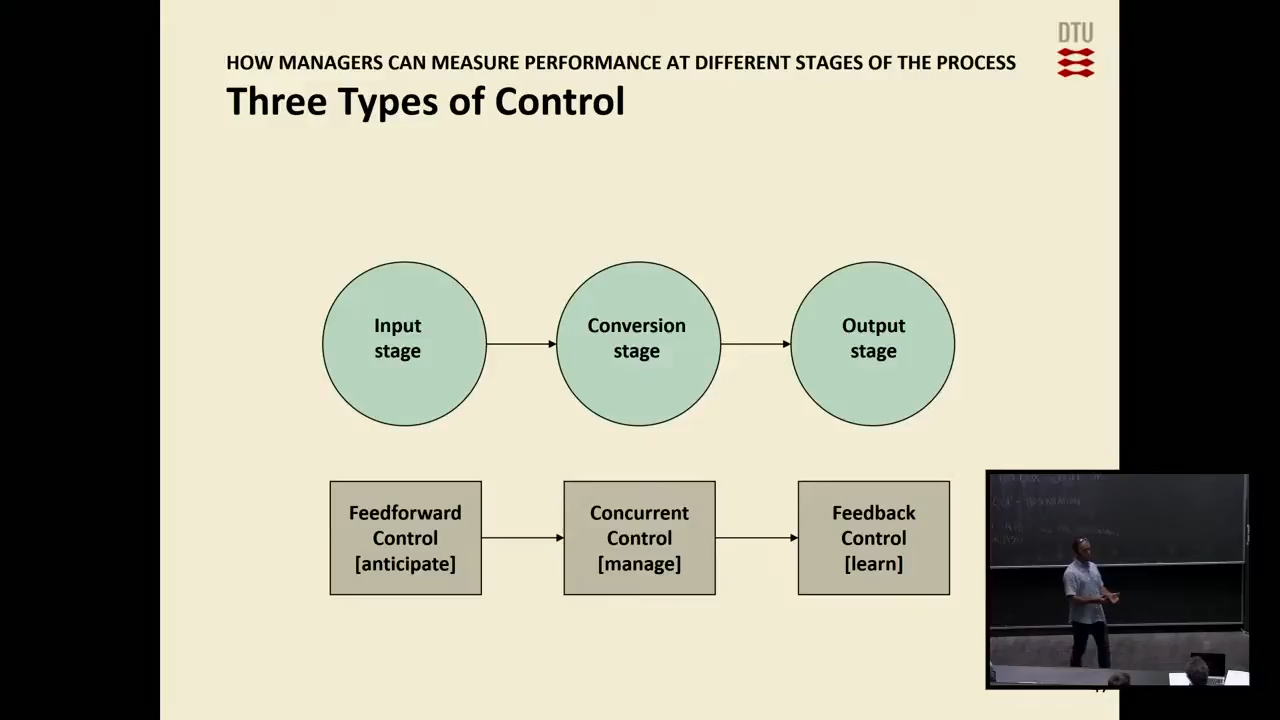 DTU
HOW MANAGERS CAN MEASURE PERFORMANCE AT DIFFERENT STAGES OF THE PROCESS
Three Types of Control
Input
stage
Conversion
stage
Output
stage
Feedforward
Control
[anticipate]
Concurrent
Control
[manage]
Feedback
Control
[learn]